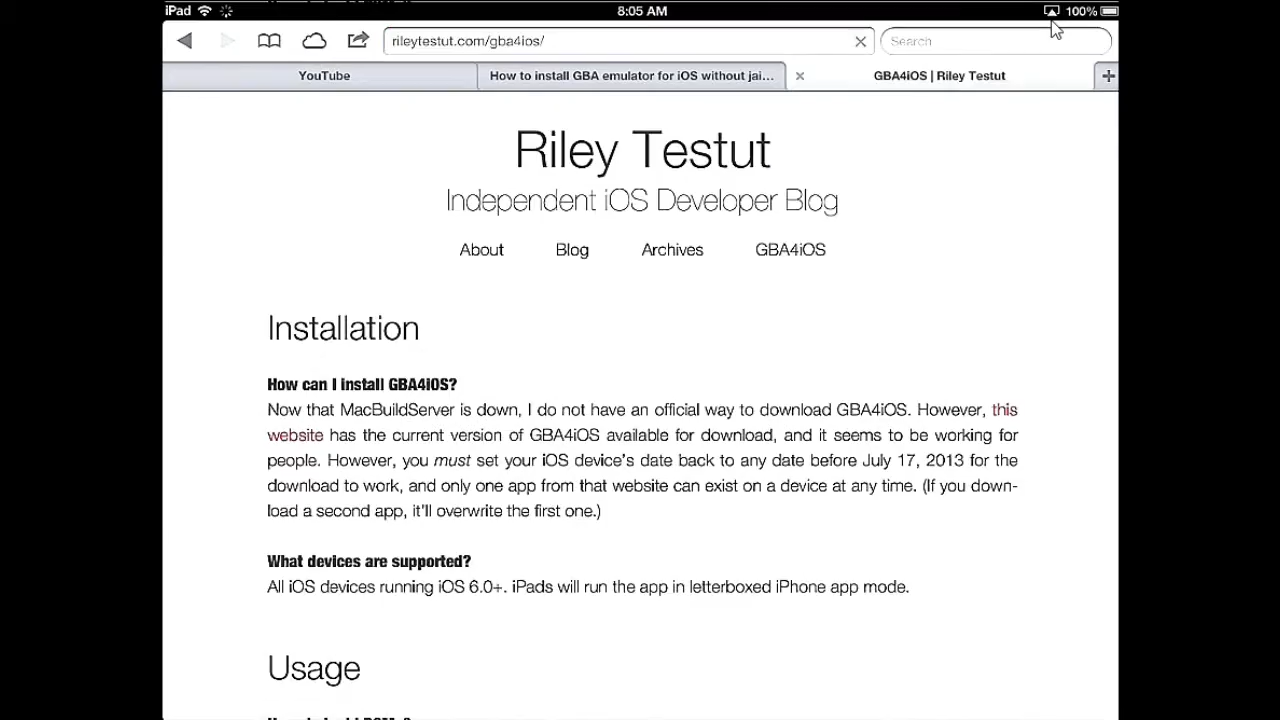 iPad 8:05 AM 100%
rileytestut.com/gba4ios/ Search
YouTube How to install GBA emulator for iOS without jai... GBA4iOS | Riley Testut
Riley Testut
Independent iOS Developer Blog
About Blog Archives GBA4iOS
Installation
How can I install GBA4iOS?
Now that MacBuildServer is down, I do not have an official way to download GBA4iOS. However, this
website has the current version of GBA4iOS available for download, and it seems to be working for
people. However, you must set your iOS device's date back to any date before July 17, 2013 for the
download to work, and only one app from that website can exist on a device at any time. (If you down-
load a second app, it'll overwrite the first one.)
What devices are supported?
All iOS devices running iOS 6.0+. iPads will run the app in letterboxed iPhone app mode.
Usage